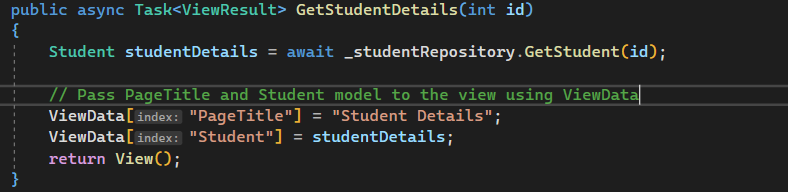 public async Task<ViewResult> GetStudentDetails(int id)
{
Student studentDetails = await _studentRepository.GetStudent(id);
// Pass PageTitle and Student model to the view using ViewData
ViewData[index: "PageTitle"] = "Student Details";
ViewData[index: "Student"] = studentDetails;
return View();
}